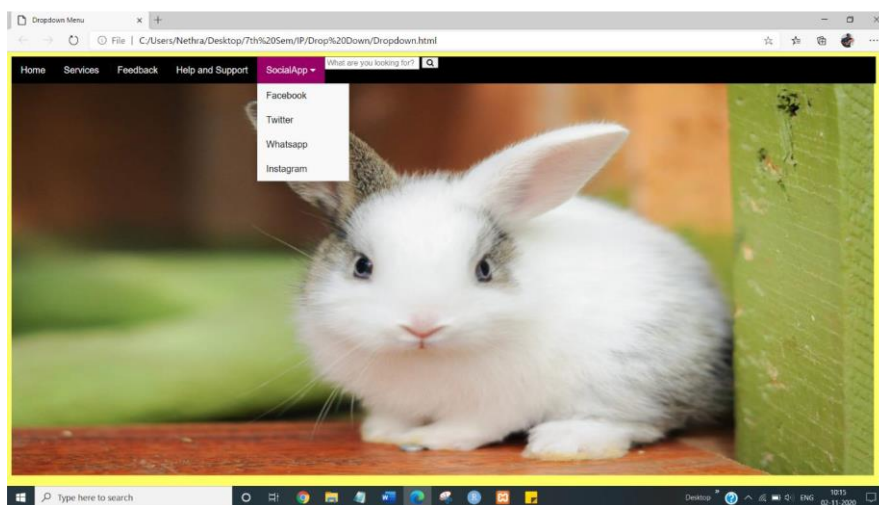 Dropdown Menu
File | C:/Users/Nethra/Desktop/7th%20Sem/IP/Drop%20Down/Dropdown.html
Home Services Feedback Help and Support SocialApp What are you looking for?
Facebook
Twitter
Whatsapp
Instagram
Type here to search Desktop ENG 10:15
02-11-2020